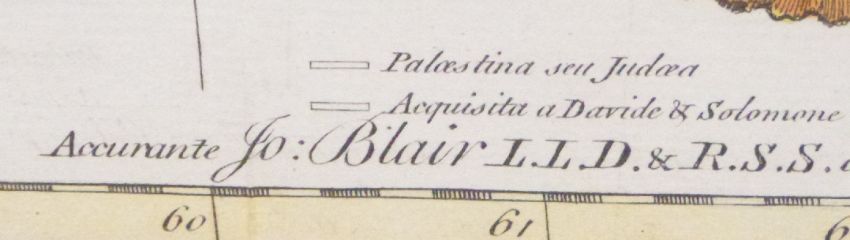 Palæstina seu Judæa
Acquisita a Davide & Solomone
Accurante Jo: Blair L.L.D. & R.S.S.
60 61